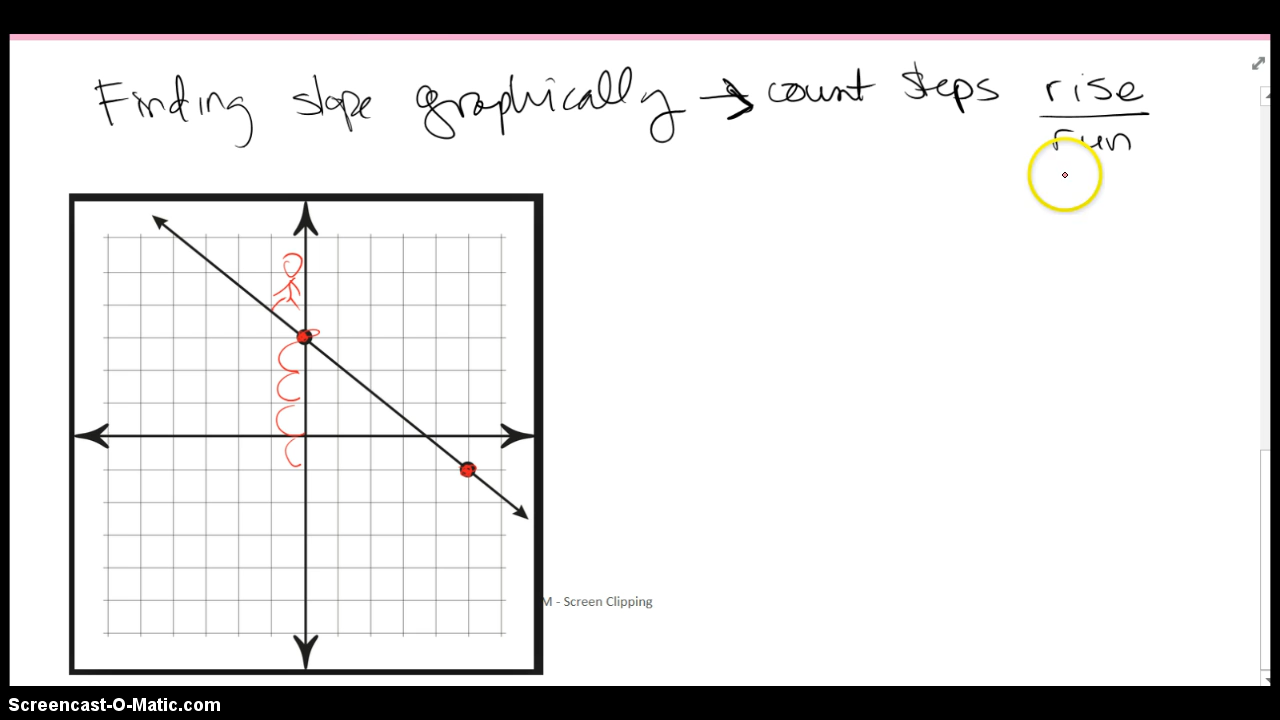 Finding slope graphically → count steps rise
run
M - Screen Clipping
Screencast-O-Matic.com